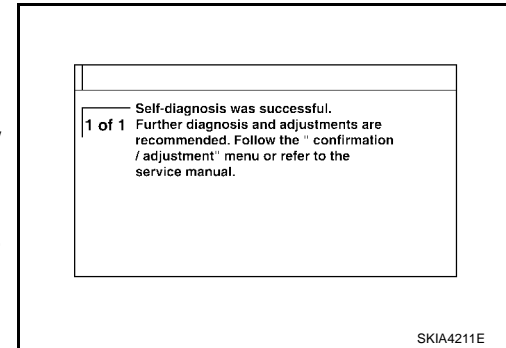 Self-diagnosis was successful.
1 of 1 Further diagnosis and adjustments are
recommended. Follow the " confirmation
/ adjustment" menu or refer to the
service manual.
SKIA4211E